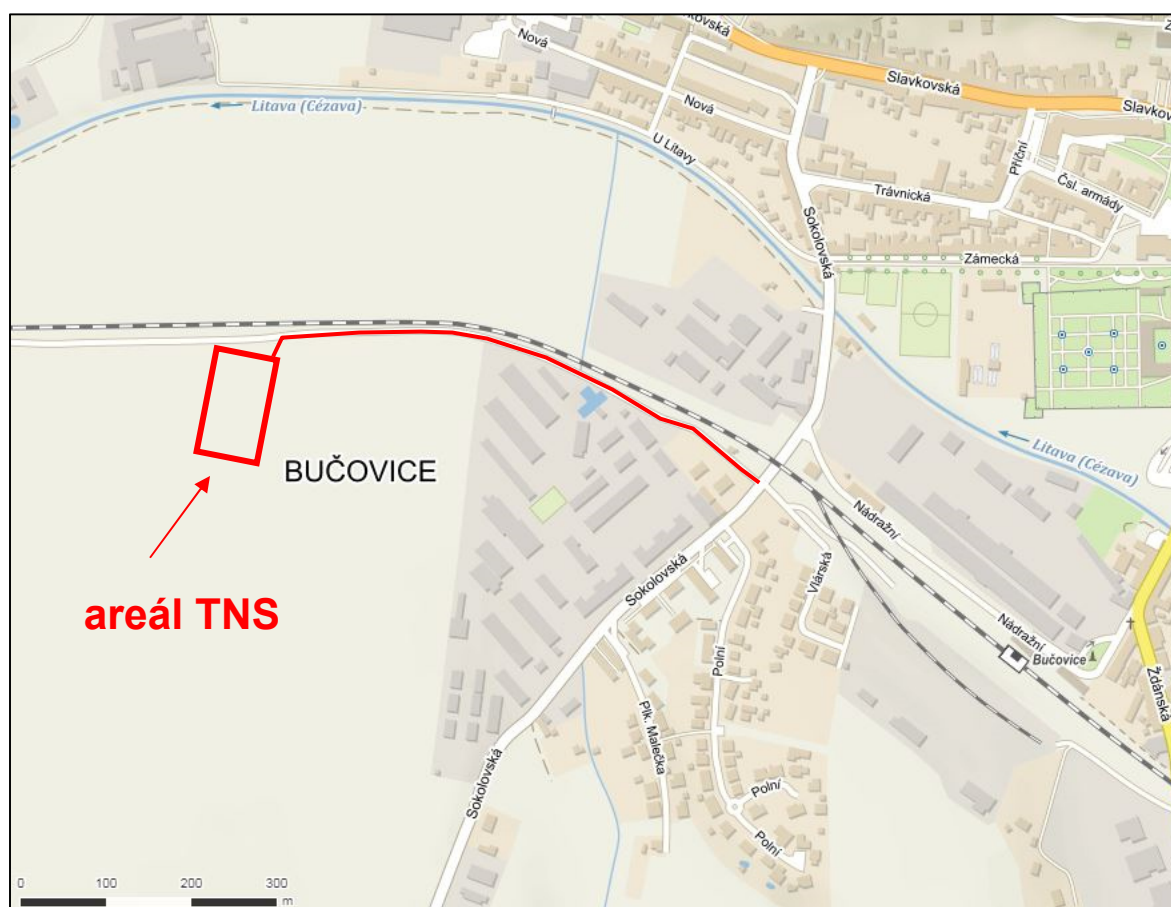 kovská
Nová
Slavkovská
Slavkov
Litava (Cézava)
Nová
U Litavy
Příční
Čsl. armády
Trávnická
Sokolovská
Zámecká
Litava (Cézava)
BUČOVICE
Nádražní
Sokolovská
Vlárská
areál TNS
Polní
Nádražní
Bučovice
Ždánská
Plk. Malečka
Sokolovská
Polní
Polní
0 100 200 300
m